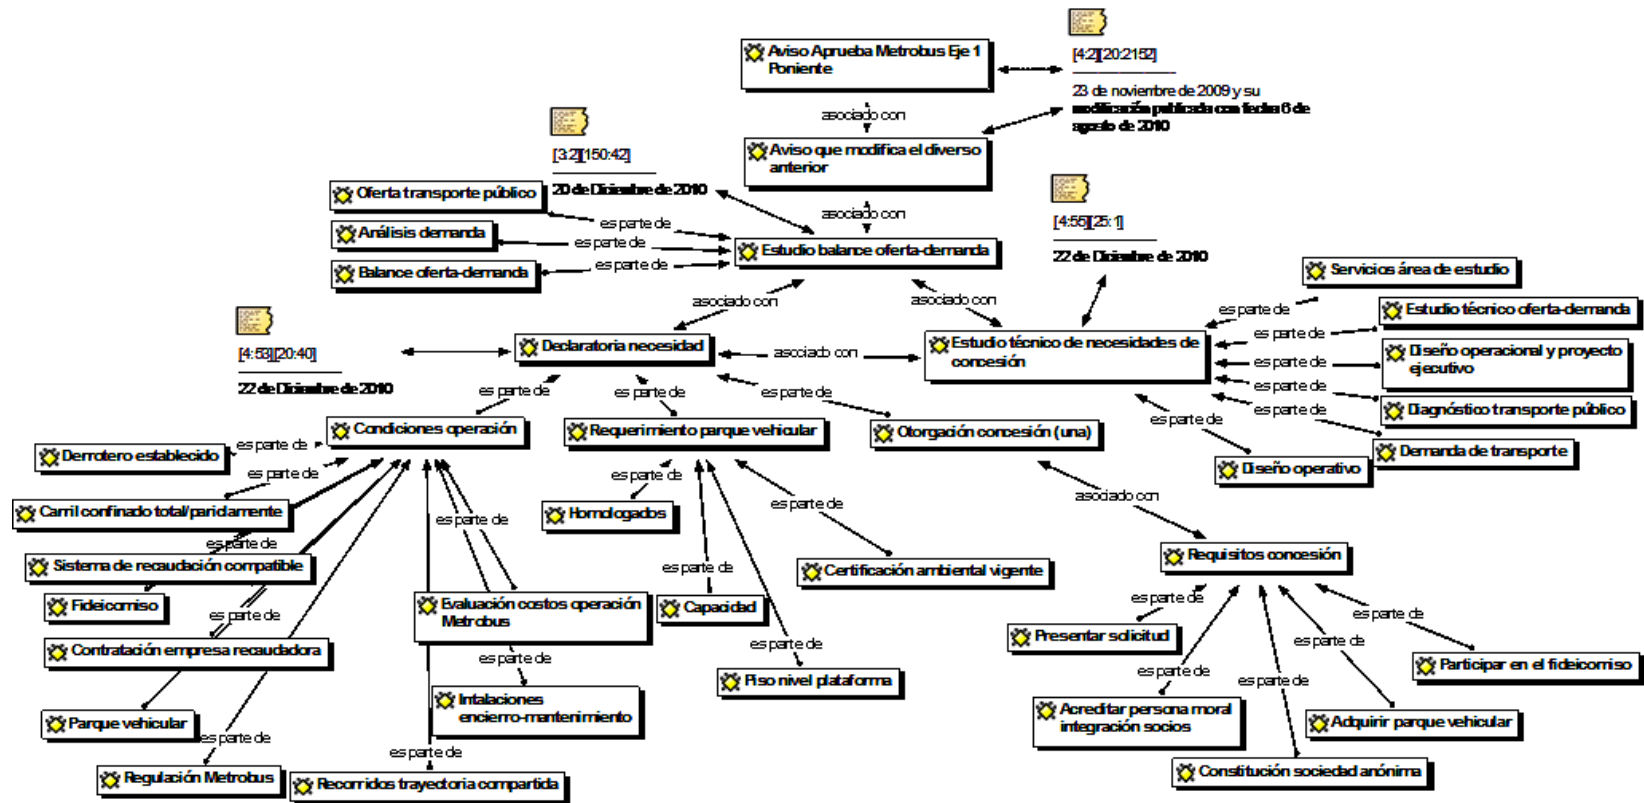 Aviso Aprueba Metrobus Eje 1
Poniente
[4:2][20:2152]
23 de noviembre de 2009 y su
modificación publicada con fecha 6 de
agosto de 2010
asociado con
[3:2][150:42]
20 de Diciembre de 2010
Aviso que modifica el diverso
anterior
[4:55][25:1]
22 de Diciembre de 2010
asociado con
Oferta transporte público
es parte de
Análisis demanda
es parte de
Balance oferta-demanda
es parte de
Estudio balance oferta-demanda
asociado con
asociado con
Servicios área de estudio
es parte de
Estudio técnico oferta-demanda
es parte de
Diseño operacional y proyecto
ejecutivo
es parte de
Diagnóstico transporte público
es parte de
Demanda de transporte
es parte de
[4:53][20:40]
22 de Diciembre de 2010
Declaratoria necesidad
asociado con
Estudio técnico de necesidades de
concesión
es parte de
es parte de
es parte de
es parte de
Diseño operativo
Condiciones operación
Requerimiento parque vehicular
Otorgación concesión (una)
Derrotero establecido
es parte de
es parte de
Carril confinado total/parcialmente
es parte de
Sistema de recaudación compatible
Fideicomiso
es parte de
Contratación empresa recaudadora
Parque vehicular
es parte de
Regulación Metrobus
es parte de
Recorridos trayectoria compartida
es parte de
Evaluación costos operación
Metrobus
es parte de
Intalaciones
encierro-mantenimiento
es parte de
Homologados
es parte de
Capacidad
es parte de
Piso nivel plataforma
es parte de
Certificación ambiental vigente
asociado con
Requisitos concesión
es parte de
Presentar solicitud
es parte de
Acreditar persona moral
integración socios
es parte de
Constitución sociedad anónima
es parte de
Adquirir parque vehicular
es parte de
Participar en el fideicomiso